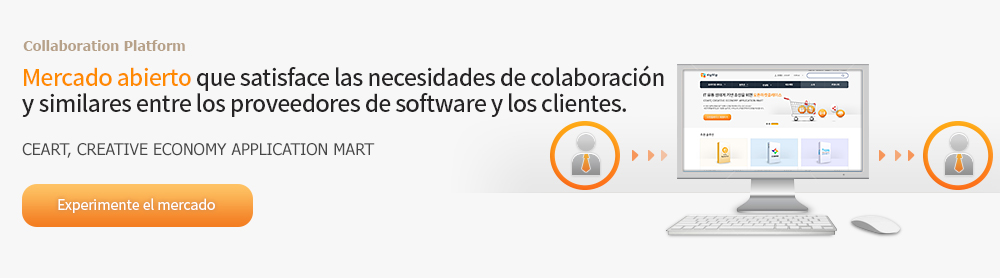 Collaboration Platform
Mercado abierto que satisface las necesidades de colaboración
y similares entre los proveedores de software y los clientes.
CEART, CREATIVE ECONOMY APPLICATION MART
Experimente el mercado